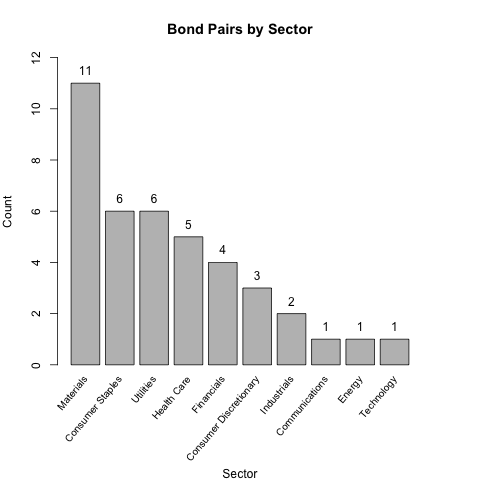 Bond Pairs by Sector
Count
12
10
8
6
4
2
0
11
6
6
5
4
3
2
1
1
1
Materials
Consumer Staples
Utilities
Health Care
Financials
Consumer Discretionary
Industrials
Communications
Energy
Technology
Sector